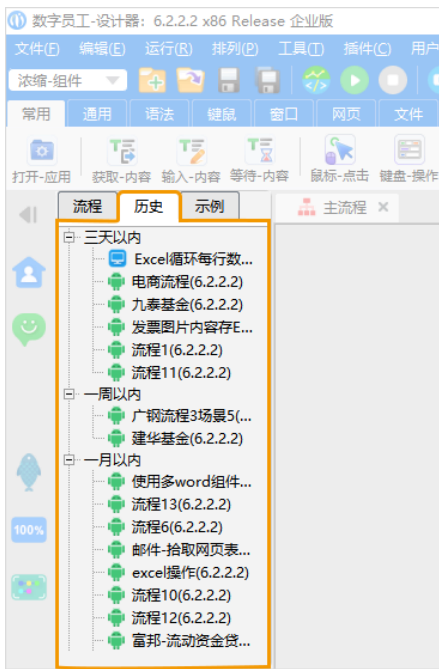 数字员工-设计器：6.2.2.2 x86 Release 企业版
文件(F) 编辑(E) 运行(R) 排列(P) 工具(T) 插件(C) 用户
浓缩-组件
常用 通用 语法 键鼠 窗口 网页 文件
打开-应用 获取-内容 输入-内容 等待-内容 鼠标-点击 键盘-操作
流程 历史 示例 主流程
三天以内
Excel循环每行数...
电商流程(6.2.2.2)
九泰基金(6.2.2.2)
发票图片内容存E...
流程1(6.2.2.2)
流程11(6.2.2.2)
一周以内
广钢流程3场景5(...
建华基金(6.2.2.2)
一月以内
使用多word组件...
流程13(6.2.2.2)
流程6(6.2.2.2)
100%
邮件-拾取网页表...
excel操作(6.2.2.2)
流程10(6.2.2.2)
流程12(6.2.2.2)
富邦-流动资金贷...